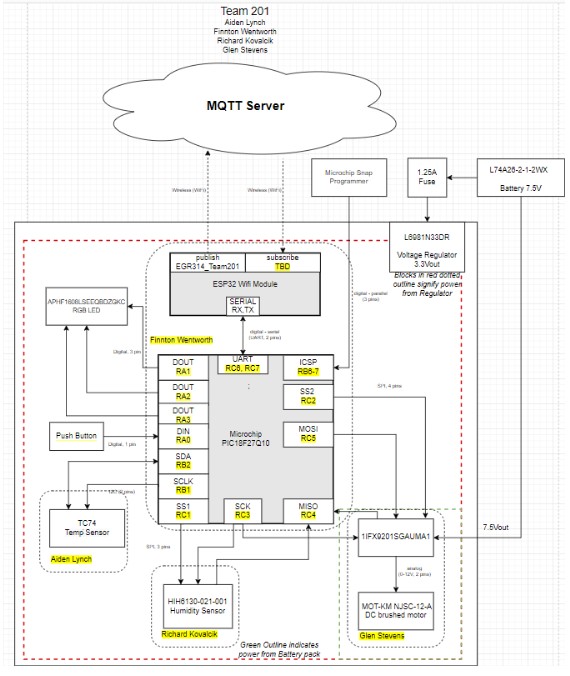 Team 201
Aiden Lynch
Finnton Wentworth
Richard Kovalcik
Glen Stevens
MQTT Server
Wireless (WiFi)
Wireless (WiFi)
Microchip Snap
Programmer
1.25A
Fuse
L74A26-2-1-2WX
Battery 7.5V
L6981N33DR
Voltage Regulator
3.3Vout
Blocks in red dotted
outline signify power
from Regulator
publish
EGR314_Team201
subscribe
TBD
ESP32 Wifi Module
SERIAL
RX,TX
digital - serial
(UART, 2 pins)
(3 pins)
APHF1608LSEEQBDZGKC
RGB LED
Digital, 3 pin
Finnton Wentworth
DOUT
RA1
UART
RC6, RC7
ICSP
RB6-7
DOUT
RA2
:
SS2
RC2
SPI, 4 pins
DOUT
RA3
Push Button
Digital, 1 pin
DIN
RA0
Microchip
PIC18F27Q10
MOSI
RC5
SDA
RB2
SCLK
RB1
SS1
RC1
SCK
RC3
MISO
RC4
TC74
Temp Sensor
Aiden Lynch
SPI, 3 pins
1IFX9201SGAUMA1
7.5Vout
analog
(0-12V, 2 pins)
HIH6130-021-001
Humidity Sensor
Richard Kovalcik
MOT-KM NJSC-12-A
DC brushed motor
Glen Stevens
Green Outline indicates
power from Battery pack